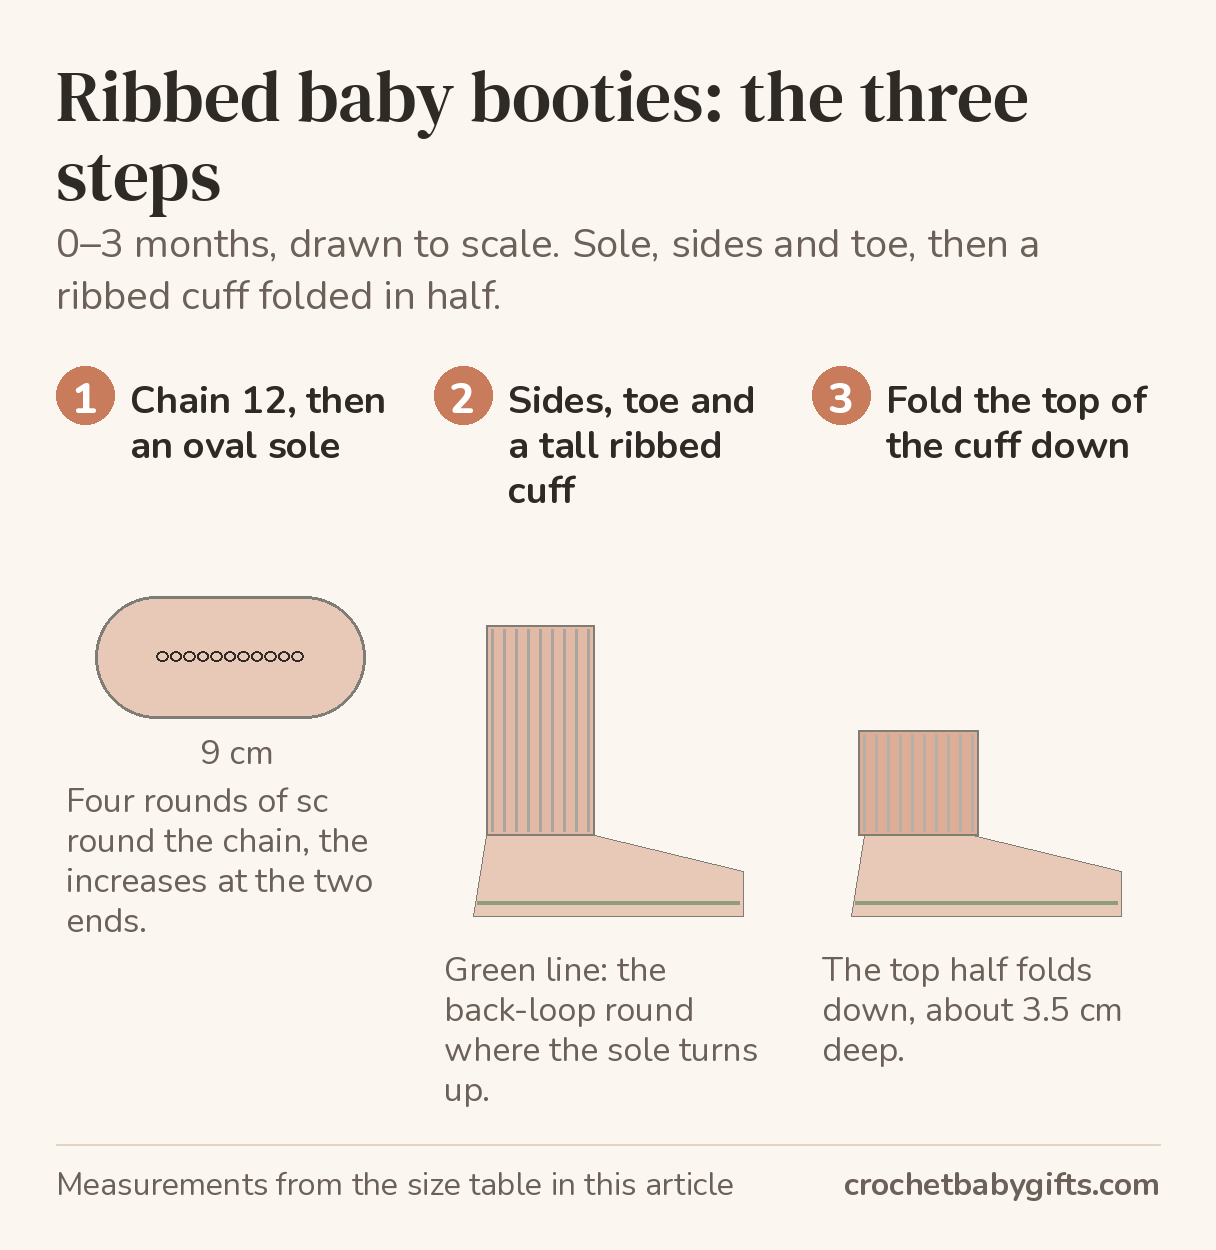 Ribbed baby booties: the three
steps
0–3 months, drawn to scale. Sole, sides and toe, then a
ribbed cuff folded in half.
1 Chain 12, then
an oval sole
2 Sides, toe and
a tall ribbed
cuff
3 Fold the top of
the cuff down
9 cm
Four rounds of sc
round the chain, the
increases at the two
ends.
Green line: the
back-loop round
where the sole turns
up.
The top half folds
down, about 3.5 cm
deep.
Measurements from the size table in this article
crochetbabygifts.com